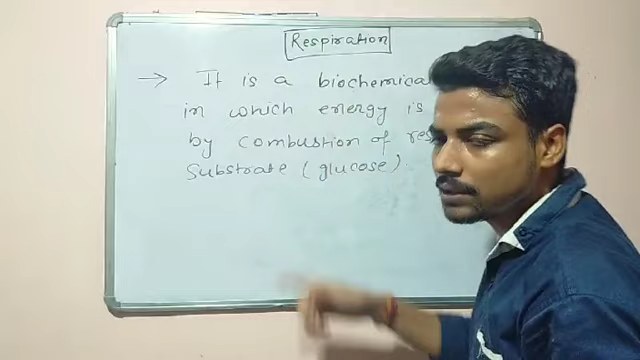 Respiration
→ It is a biochemical
in which energy is
by combustion of
substrate (glucose).